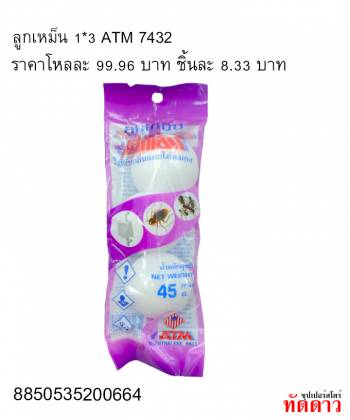 ลูกเหม็น 1*3 ATM 7432
ราคาโหลละ 99.96 บาท ชิ้นละ 8.33 บาท
NET WEIGHT
45
ATM
NAPHTHALENE BALL
8850535200664
ซุปเปอร์สโตร์
ทัดดาว